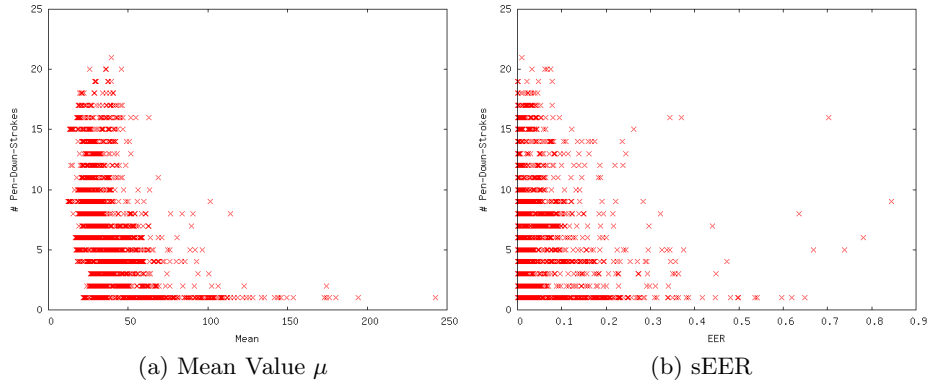 25
20
15
10
5
0
# Pen-Down-Strokes
0 50 100 150 200 250
Mean
(a) Mean Value μ
25
20
15
10
5
0
# Pen-Down-Strokes
0 0.1 0.2 0.3 0.4 0.5 0.6 0.7 0.8 0.9
EER
(b) sEER